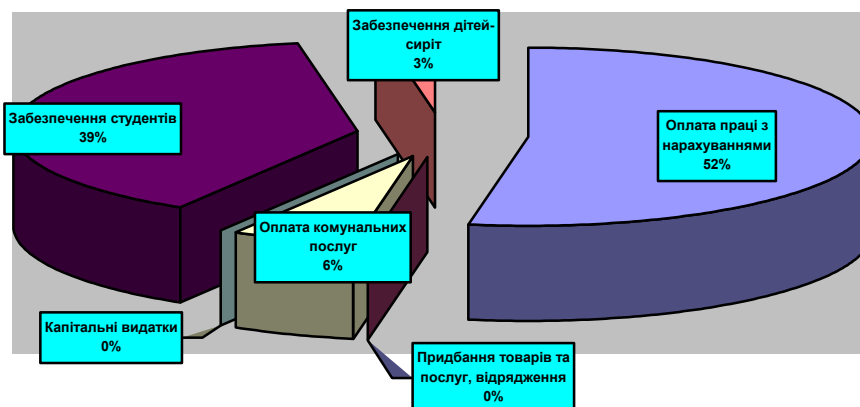 Забезпечення дітей-
сиріт
3%
Забезпечення студентів
39%
Оплата праці з
нарахуваннями
52%
Оплата комунальних
послуг
6%
Капітальні видатки
0%
Придбання товарів та
послуг, відрядження
0%